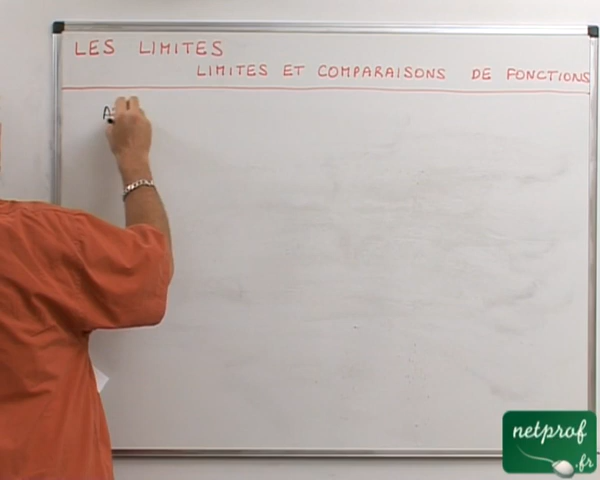 LES LIMITES
LIMITES ET COMPARAISONS DE FONCTIONS
A
netprof
.fr